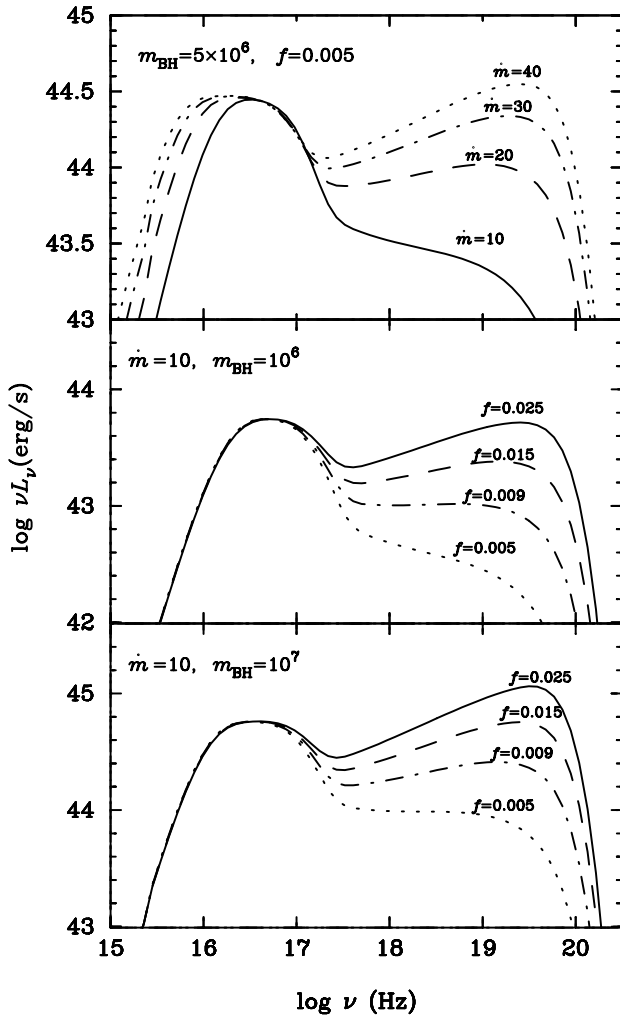 45
m_BH=5×10^6, f=0.005
ṁ=40
44.5
ṁ=30
ṁ=20
44
ṁ=10
43.5
43
ṁ=10, m_BH=10^6
44
f=0.025
f=0.015
43
f=0.009
f=0.005
42
ṁ=10, m_BH=10^7
f=0.025
45
f=0.015
f=0.009
f=0.005
44
43
15 16 17 18 19 20
log ν (Hz)
log νL_ν(erg/s)